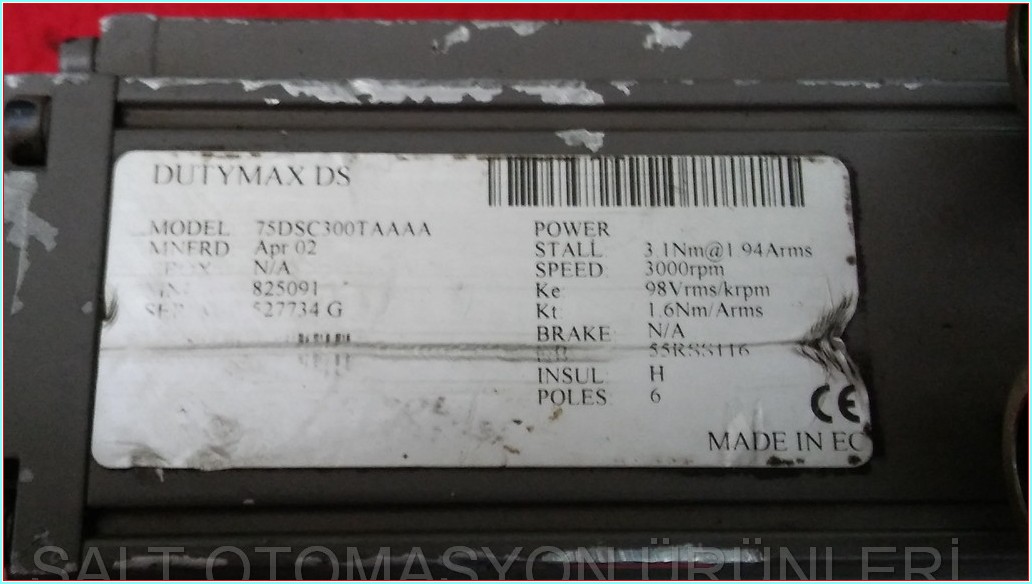 DUTYMAX DS
MODEL 75DSC300TAAAA
MNFRD Apr 02
N/A
825091
527734 G
POWER
STALL 3.1Nm@1.94Arms
SPEED 3000rpm
Ke 98Vrms/krpm
Kt 1.6Nm/Arms
BRAKE N/A
55RSS116
INSUL H
POLES 6
CE
MADE IN EC
SALT OTOMASYON ÜRÜNLERİ